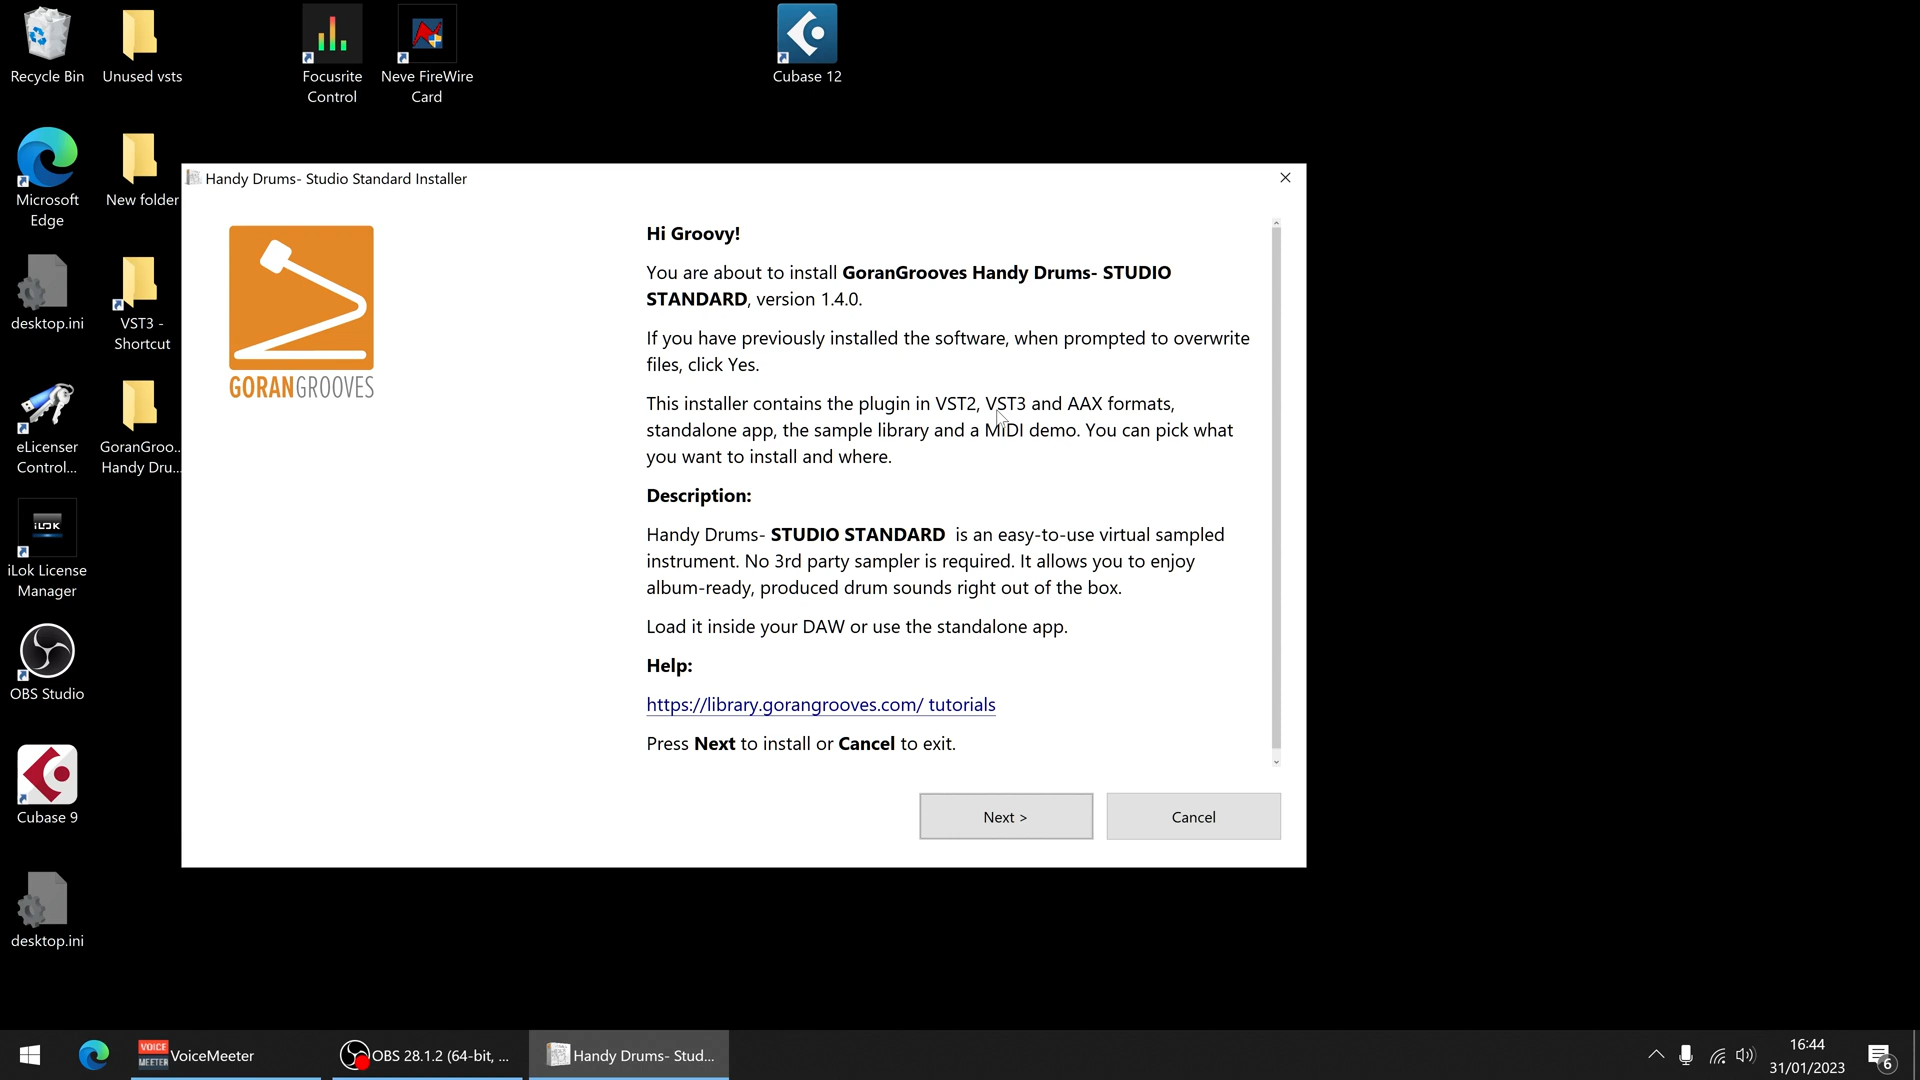 Recycle Bin
Unused vsts
Focusrite
Control
Neve FireWire
Card
Cubase 12
Microsoft
Edge
New folder
desktop.ini
VST3 -
Shortcut
eLicenser
Control...
GoranGroo...
Handy Dru...
iLOK
iLok License
Manager
OBS Studio
Cubase 9
desktop.ini
Handy Drums- Studio Standard Installer
GORANGROOVES
Hi Groovy!
You are about to install GoranGrooves Handy Drums- STUDIO
STANDARD, version 1.4.0.
If you have previously installed the software, when prompted to overwrite
files, click Yes.
This installer contains the plugin in VST2, VST3 and AAX formats,
standalone app, the sample library and a MIDI demo. You can pick what
you want to install and where.
Description:
Handy Drums- STUDIO STANDARD is an easy-to-use virtual sampled
instrument. No 3rd party sampler is required. It allows you to enjoy
album-ready, produced drum sounds right out of the box.
Load it inside your DAW or use the standalone app.
Help:
https://library.gorangrooves.com/ tutorials
Press Next to install or Cancel to exit.
Next >
Cancel
VOICE
MEETER
VoiceMeeter
OBS 28.1.2 (64-bit, ...
Handy Drums- Stud...
16:44
31/01/2023
6